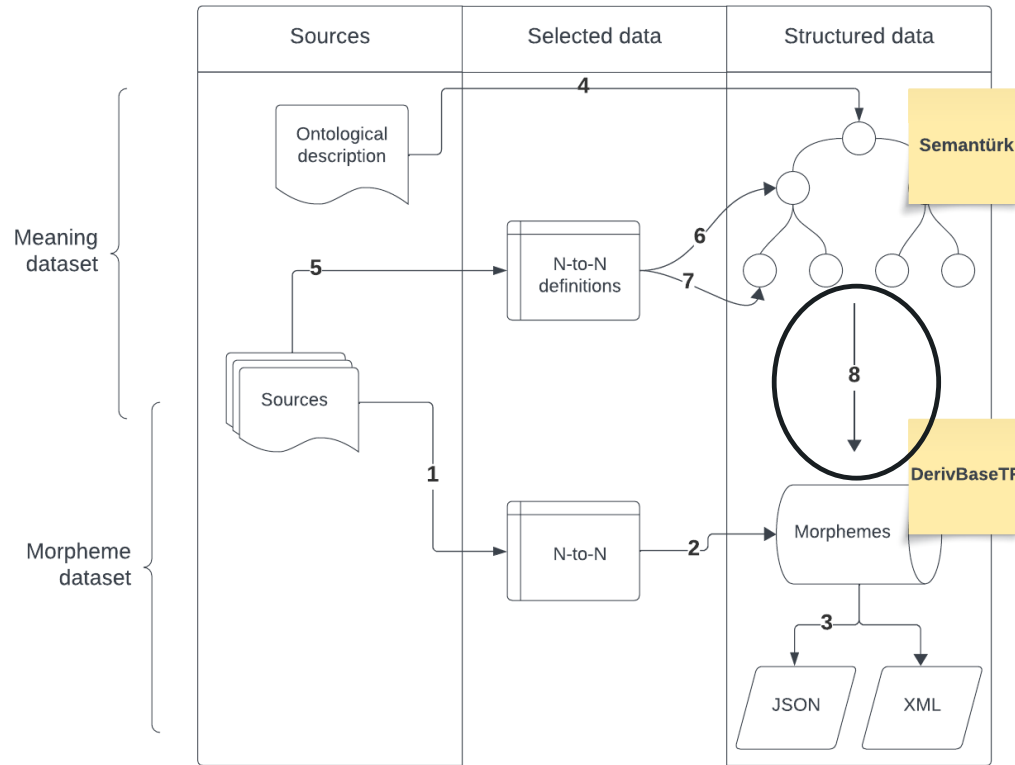 Sources
Selected data
Structured data
4
Ontological
description
Semantürk
Meaning
dataset
6
5
N-to-N
definitions
7
8
Sources
1
DerivBaseTR
Morpheme
dataset
N-to-N
2
Morphemes
3
JSON
XML